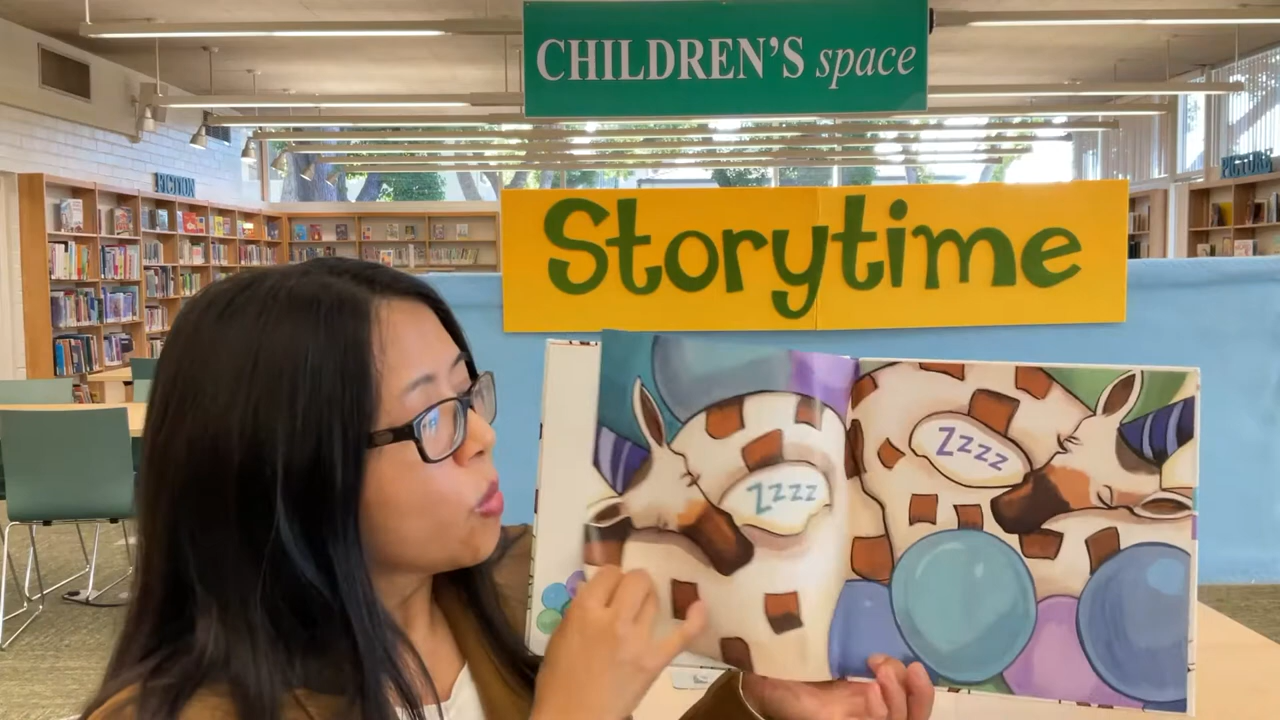 CHILDREN'S space
Storytime
FICTION
PICTURE
Zzzz
Zzzz